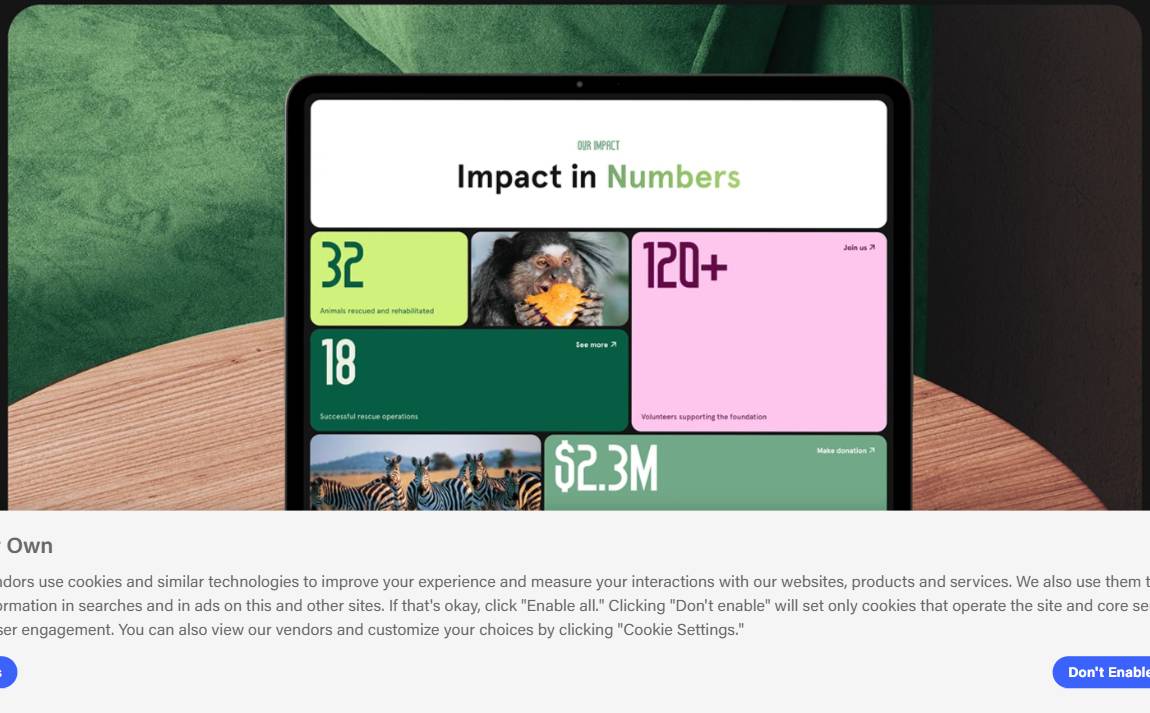 OUR IMPACT
Impact in Numbers
32
Animals rescued and rehabilitated
120+
Join us ↗
Volunteers supporting the foundation
18
See more ↗
Successful rescue operations
$2.3M
Make donation ↗
Own
use cookies and similar technologies to improve your experience and measure your interactions with our websites, products and services. We also use them
in searches and in ads on this and other sites. If that's okay, click "Enable all." Clicking "Don't enable" will set only cookies that operate the site and core
engagement. You can also view our vendors and customize your choices by clicking "Cookie Settings."
Don't Enable